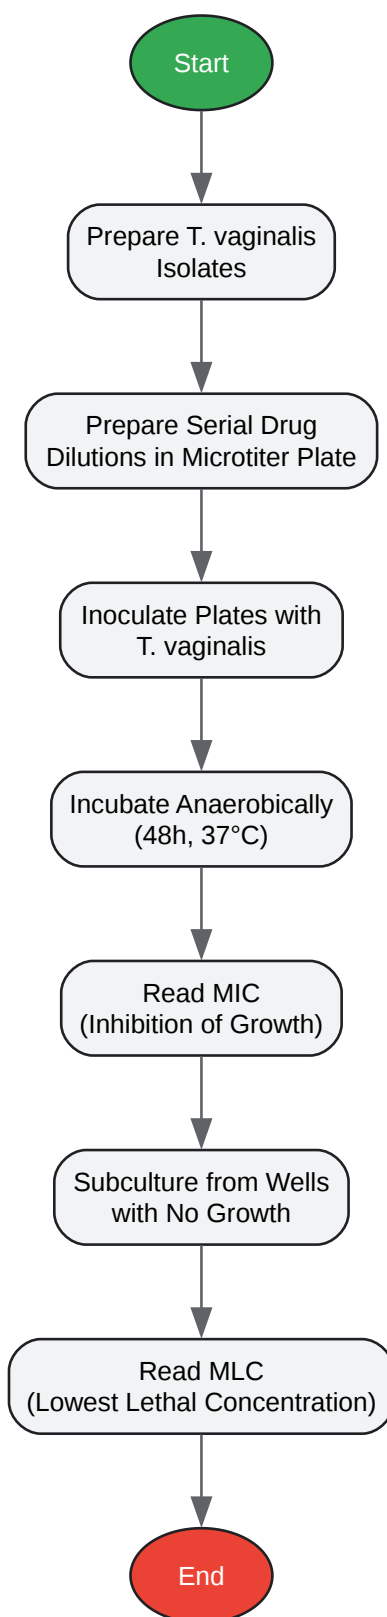 Start
Prepare T. vaginalis
Isolates
Prepare Serial Drug
Dilutions in Microtiter Plate
Inoculate Plates with
T. vaginalis
Incubate Anaerobically
(48h, 37°C)
Read MIC
(Inhibition of Growth)
Subculture from Wells
with No Growth
Read MLC
(Lowest Lethal Concentration)
End